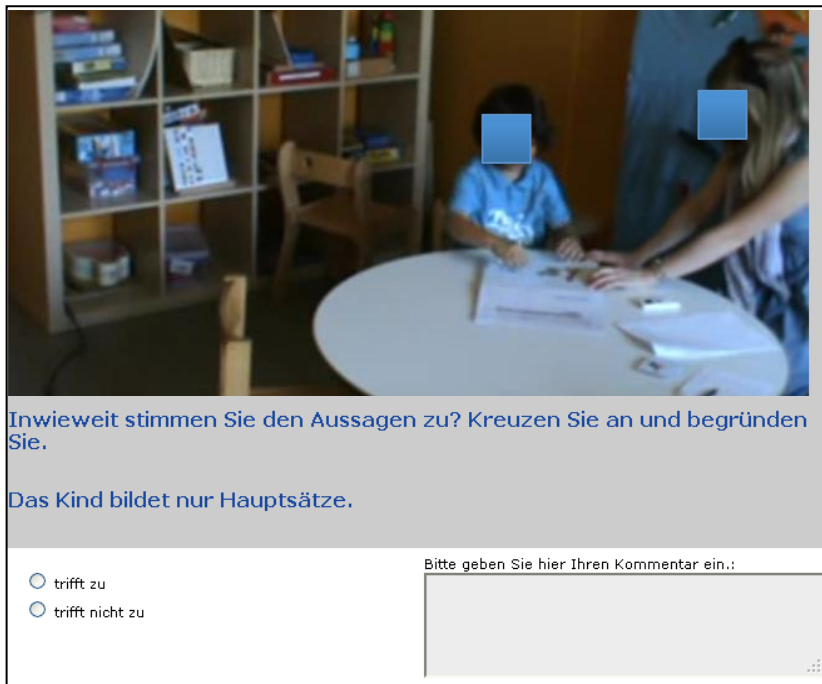 Inwieweit stimmen Sie den Aussagen zu? Kreuzen Sie an und begründen
Sie.
Das Kind bildet nur Hauptsätze.
trifft zu
trifft nicht zu
Bitte geben Sie hier Ihren Kommentar ein.: